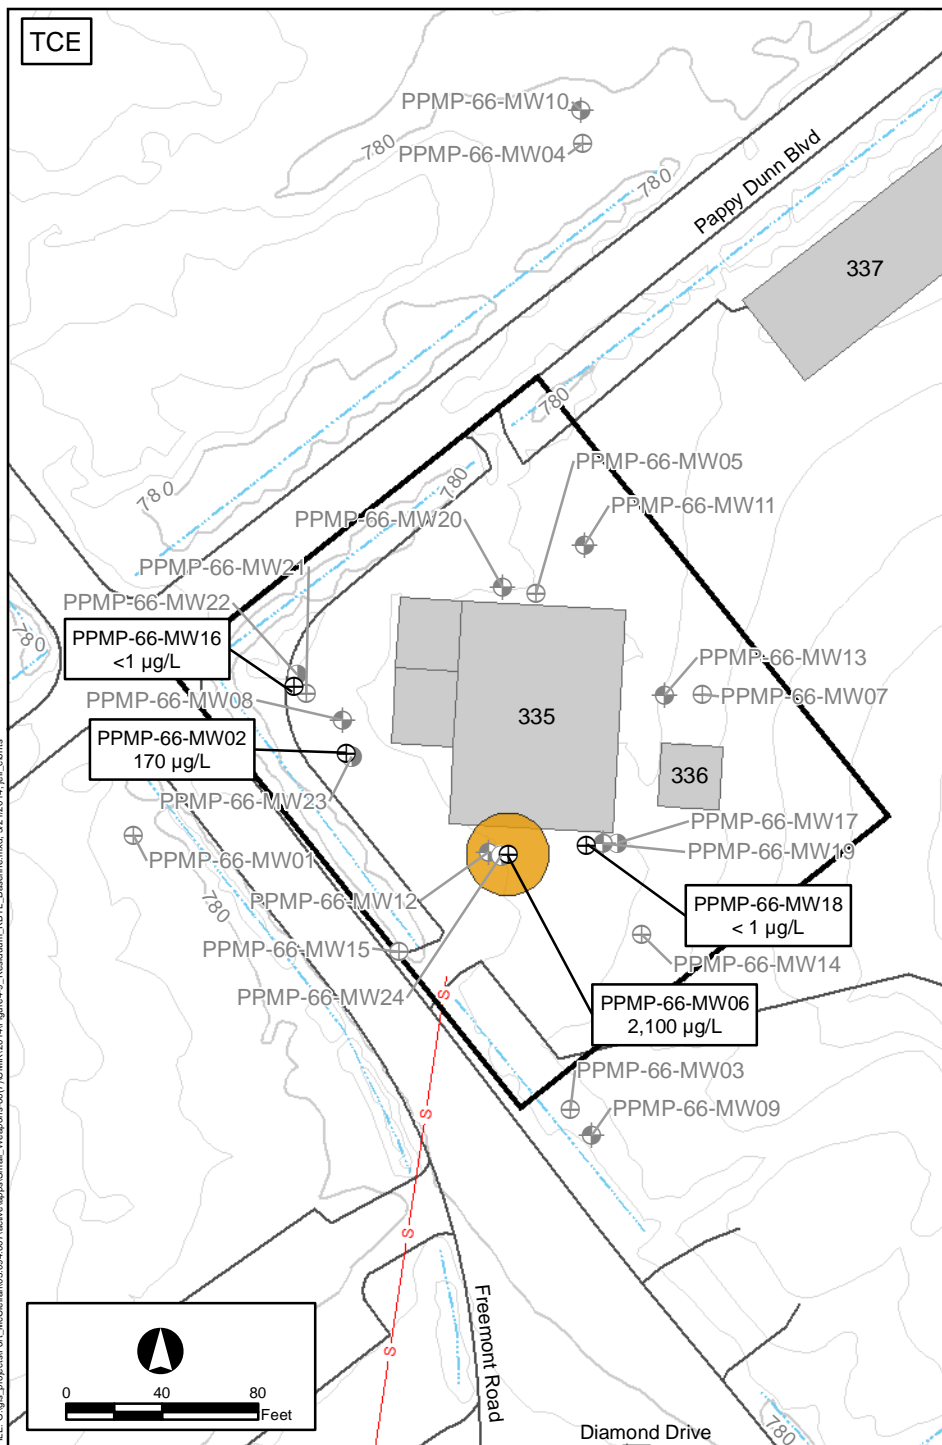 TCE
PPMP-66-MW10
780
PPMP-66-MW04
780
Pappy Dunn Blvd
337
780
780
PPMP-66-MW05
780
PPMP-66-MW20
PPMP-66-MW11
PPMP-66-MW21
PPMP-66-MW22
780
PPMP-66-MW16
<1 µg/L
PPMP-66-MW13
PPMP-66-MW07
PPMP-66-MW08
335
PPMP-66-MW02
170 µg/L
336
PPMP-66-MW23
PPMP-66-MW17
PPMP-66-MW01
PPMP-66-MW19
PPMP-66-MW12
780
PPMP-66-MW18
< 1 µg/L
PPMP-66-MW15
PPMP-66-MW14
PPMP-66-MW24
S
PPMP-66-MW06
2,100 µg/L
PPMP-66-MW03
S
PPMP-66-MW09
S
Freemont Road
S
0 40 80
Feet
780
Diamond Drive